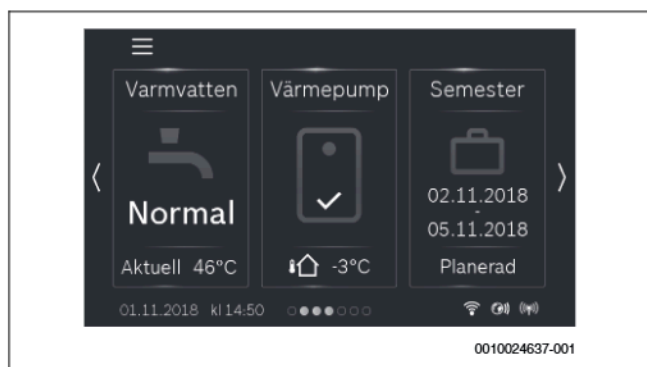 Varmvatten
Normal
Aktuell 46°C
Värmepump
-3°C
Semester
02.11.2018
-
05.11.2018
Planerad
01.11.2018 kl 14:50
0010024637-001